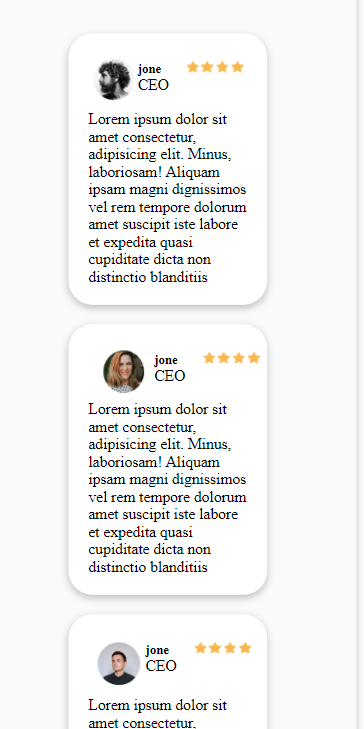 jone
CEO
Lorem ipsum dolor sit
amet consectetur,
adipisicing elit. Minus,
laboriosam! Aliquam
ipsam magni dignissimos
vel rem tempore dolorum
amet suscipit iste labore
et expedita quasi
cupiditate dicta non
distinctio blanditiis
jone
CEO
Lorem ipsum dolor sit
amet consectetur,
adipisicing elit. Minus,
laboriosam! Aliquam
ipsam magni dignissimos
vel rem tempore dolorum
amet suscipit iste labore
et expedita quasi
cupiditate dicta non
distinctio blanditiis
jone
CEO
Lorem ipsum dolor sit
amet consectetur,